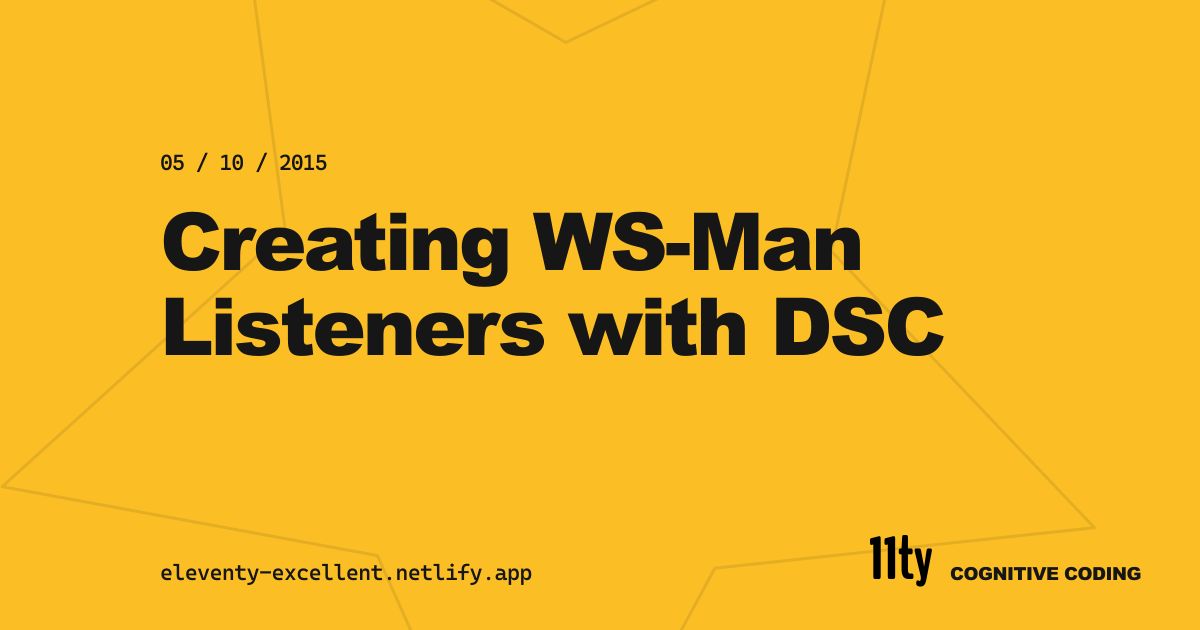 05 / 10 / 2015
Creating WS-Man
Listeners with DSC
eleventy-excellent.netlify.app
11ty
COGNITIVE CODING